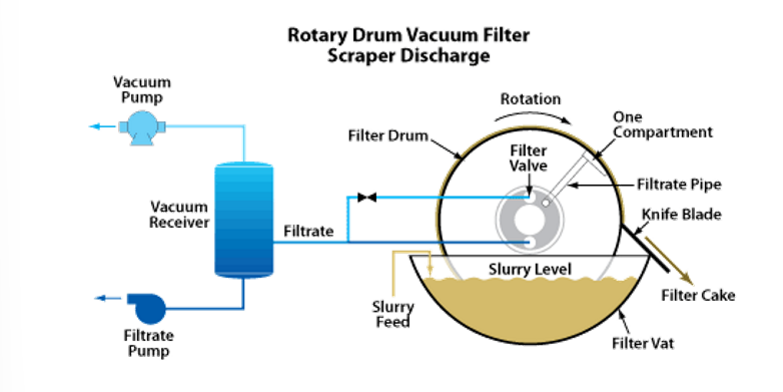 Rotary Drum Vacuum Filter
Scraper Discharge
Vacuum
Pump
Rotation
One
Compartment
Filter Drum
Filter
Valve
Filtrate Pipe
Vacuum
Receiver
Knife Blade
Filtrate
Slurry Level
Filter Cake
Slurry
Feed
Filtrate
Pump
Filter Vat